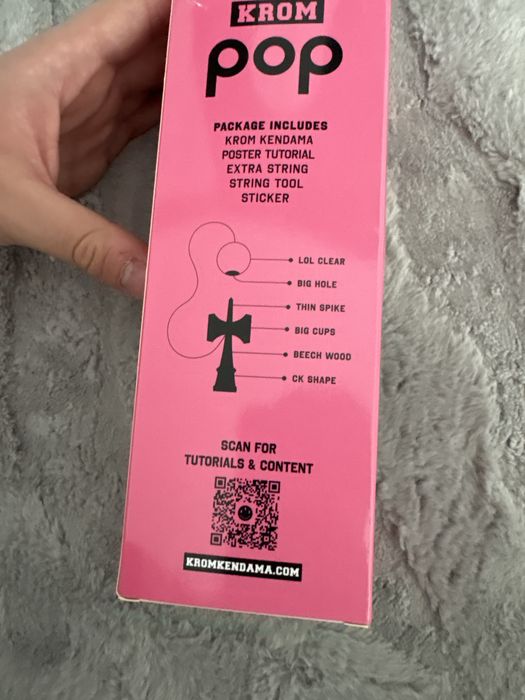 KROM
pop
PACKAGE INCLUDES
KROM KENDAMA
POSTER TUTORIAL
EXTRA STRING
STRING TOOL
STICKER
LOL CLEAR
BIG HOLE
THIN SPIKE
BIG CUPS
BEECH WOOD
CK SHAPE
SCAN FOR
TUTORIALS & CONTENT
KROMKENDAMA.COM